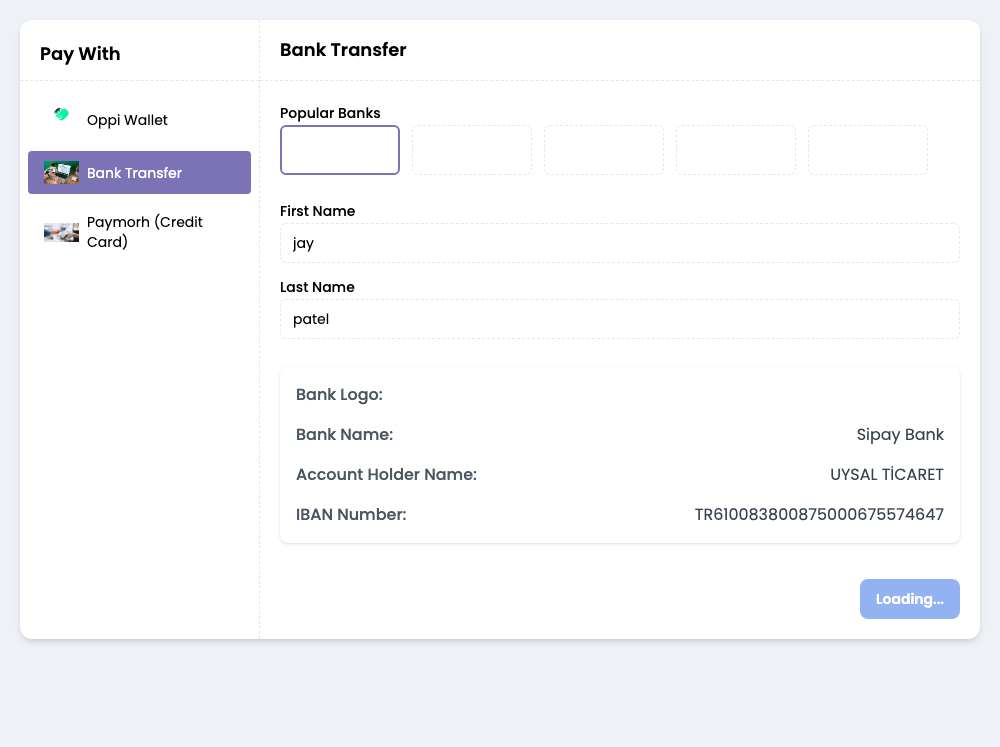 Pay With
Oppi Wallet
Bank Transfer
Paymorh (Credit
Card)
Bank Transfer
Popular Banks
First Name
jay
Last Name
patel
Bank Logo:
Bank Name: Sipay Bank
Account Holder Name: UYSAL TİCARET
IBAN Number: TR610083800875000675574647
Loading...